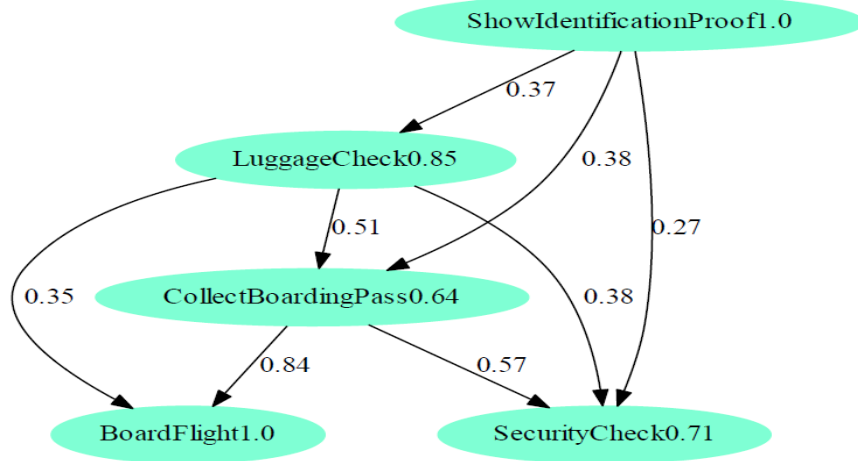 ShowIdentificationProof1.0
0.37
LuggageCheck0.85
0.38
0.51
0.27
CollectBoardingPass0.64
0.35
0.38
0.84
0.57
BoardFlight1.0
SecurityCheck0.71